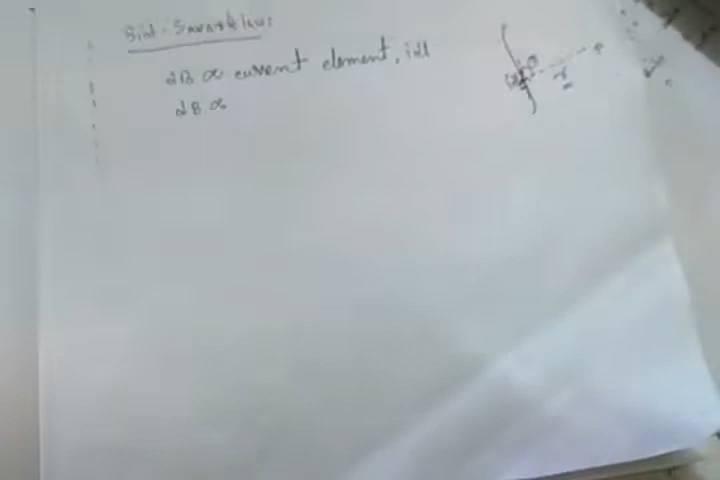 Biot-Savart's law:
dB ∝ current element, idl
dB ∝
θ
r